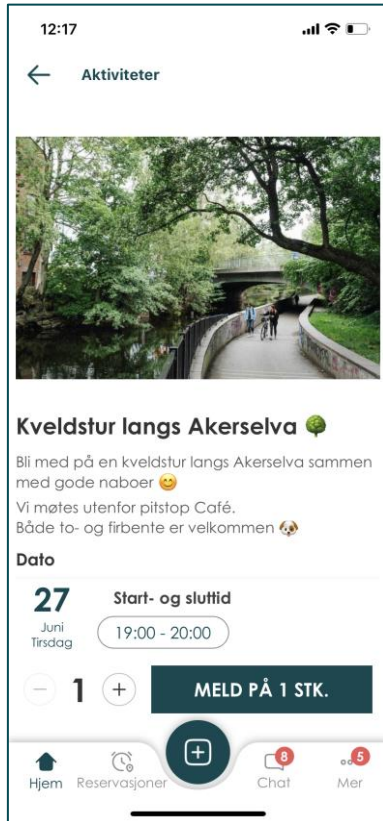 12:17
Aktiviteter
Kveldstur langs Akerselva 🌳
Bli med på en kveldstur langs Akerselva sammen
med gode naboer 😊
Vi møtes utenfor pitstop Café.
Både to- og firbente er velkommen 🐶
Dato
27
Juni
Tirsdag
Start- og sluttid
19:00 - 20:00
1
MELD PÅ 1 STK.
Hjem
Reservasjoner
8
Chat
5
Mer